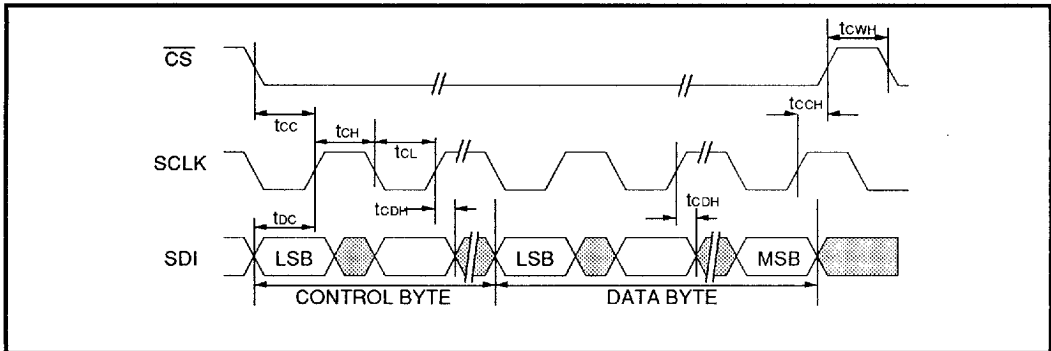 tCWH
CS
tCCH
tCC
tCH
tCL
SCLK
tCDH
tCDH
tDC
SDI
LSB
LSB
MSB
CONTROL BYTE
DATA BYTE